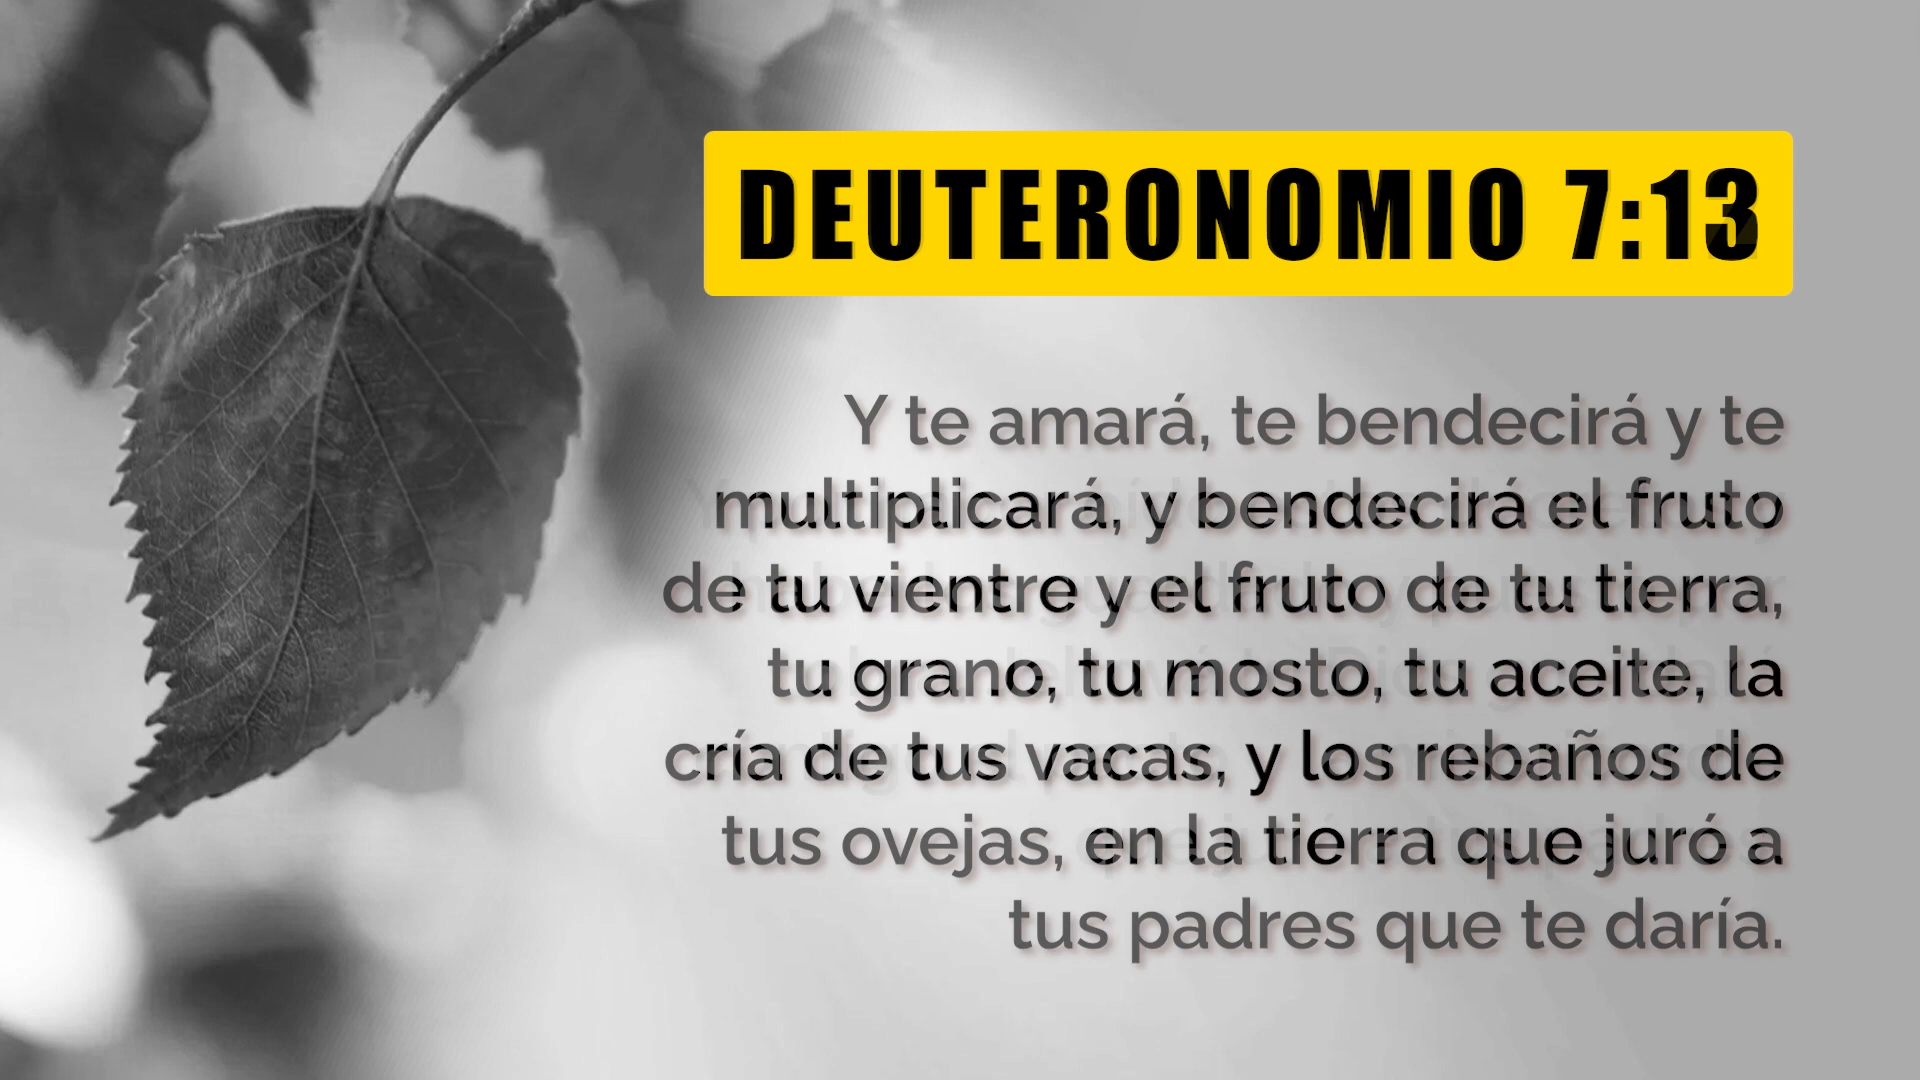 DEUTERONOMIO 7:13
Y te amará, te bendecirá y te
multiplicará, y bendecirá el fruto
de tu vientre y el fruto de tu tierra,
tu grano, tu mosto, tu aceite, la
cría de tus vacas, y los rebaños de
tus ovejas, en la tierra que juró a
tus padres que te daría.